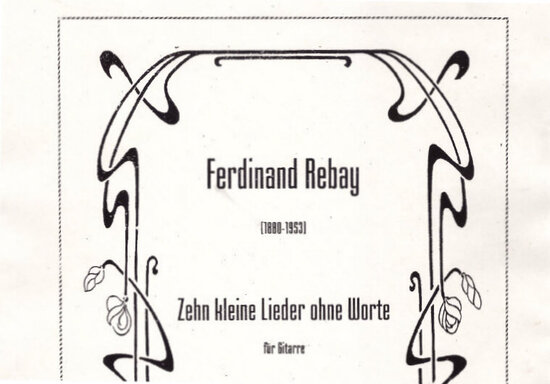 Ferdinand Rebay
(1880-1953)
Zehn kleine Lieder ohne Worte
für Gitarre